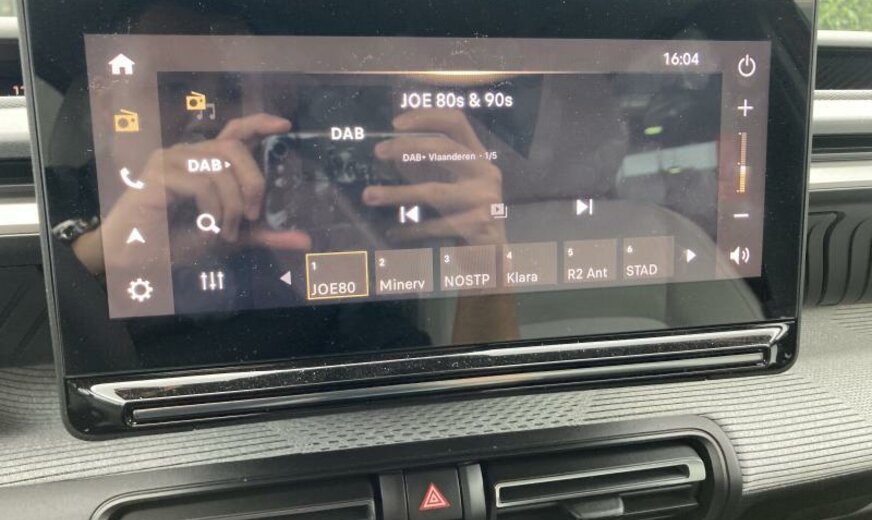 16:04
JOE 80s & 90s
DAB
DAB+
DAB+ Vlaanderen - 1/5
1 2 3 4 5 6
JOE80 Minerv NOSTP Klara R2 Ant STAD